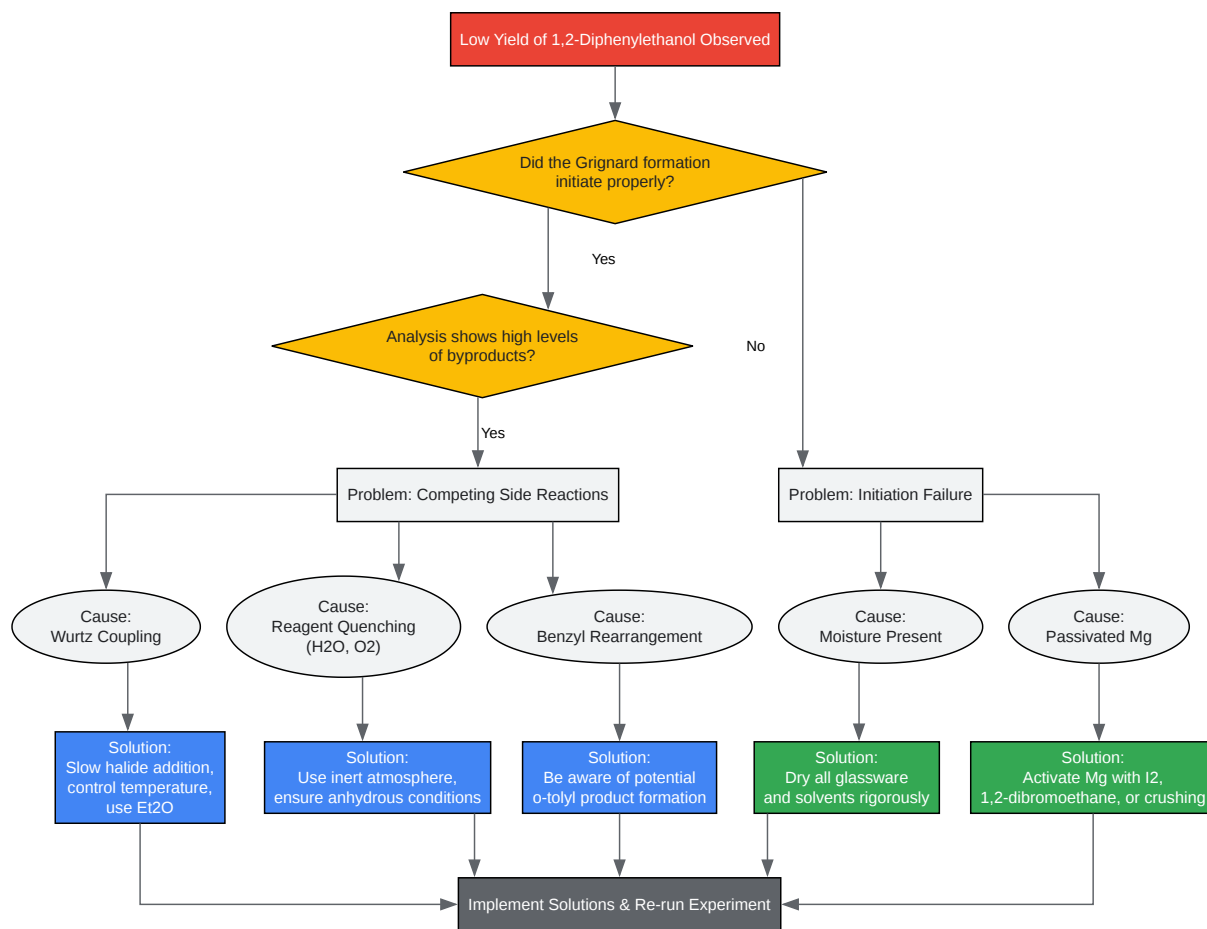 Low Yield of 1,2-Diphenylethanol Observed
Did the Grignard formation
initiate properly?
Yes
Analysis shows high levels
of byproducts?
No
Yes
Problem: Competing Side Reactions
Problem: Initiation Failure
Cause:
Wurtz Coupling
Cause:
Reagent Quenching
(H2O, O2)
Cause:
Benzyl Rearrangement
Cause:
Moisture Present
Cause:
Passivated Mg
Solution:
Slow halide addition,
control temperature,
use Et2O
Solution:
Use inert atmosphere,
ensure anhydrous conditions
Solution:
Be aware of potential
o-tolyl product formation
Solution:
Dry all glassware
and solvents rigorously
Solution:
Activate Mg with I2,
1,2-dibromoethane, or crushing
Implement Solutions & Re-run Experiment